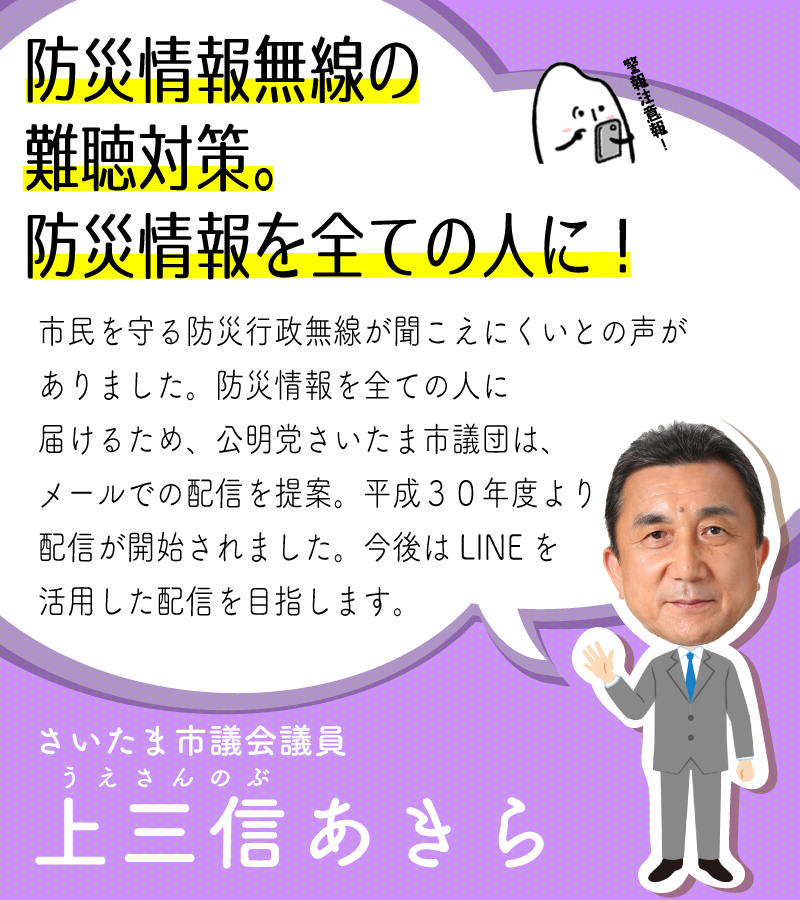 防災情報無線の
難聴対策。
防災情報を全ての人に！
警報注意報！
市民を守る防災行政無線が聞こえにくいとの声が
ありました。防災情報を全ての人に
届けるため、公明党さいたま市議団は、
メールでの配信を提案。平成３０年度より
配信が開始されました。今後は LINE を
活用した配信を目指します。
さいたま市議会議員
うえさんのぶ
上三信あきら